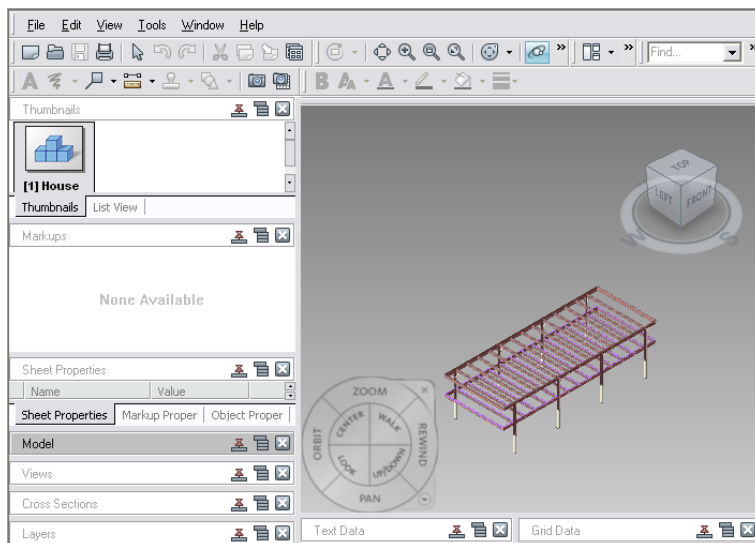 File Edit View Tools Window Help
Find...
A B A A
Thumbnails
[1] House
Thumbnails List View
Markups
None Available
Sheet Properties
Name Value
Sheet Properties Markup Proper Object Proper
Model
Views
Cross Sections
Layers
TOP
LEFT FRONT
W S
ZOOM
CENTER WALK
ORBIT REWIND
LOOK UP/DOWN
PAN
Text Data Grid Data